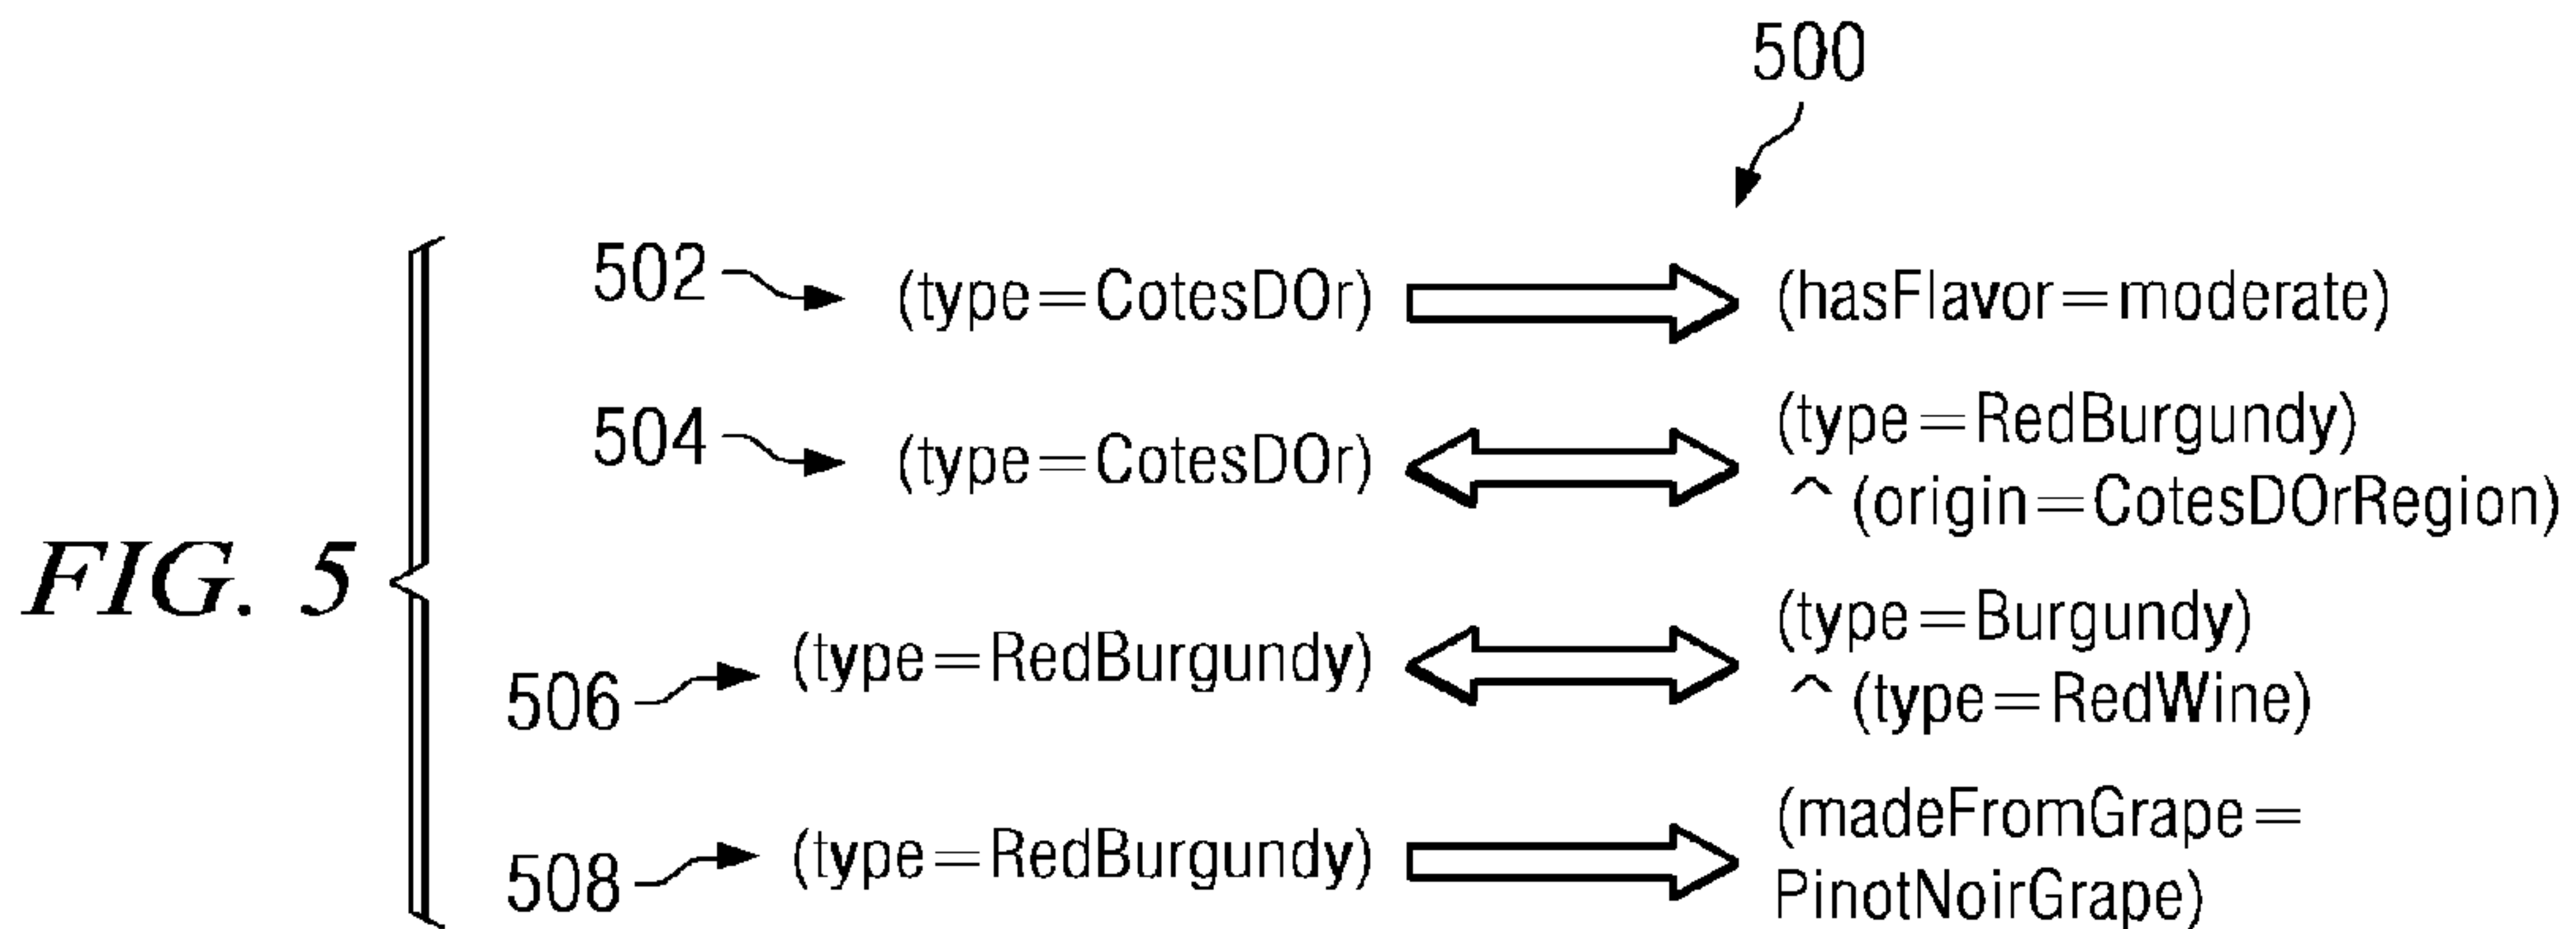 500
502 (type=CotesDOr) (hasFlavor=moderate)
504 (type=CotesDOr) (type=RedBurgundy)
^(origin=CotesDOrRegion)
FIG. 5
506 (type=RedBurgundy) (type=Burgundy)
^(type=RedWine)
508 (type=RedBurgundy) (madeFromGrape=
PinotNoirGrape)